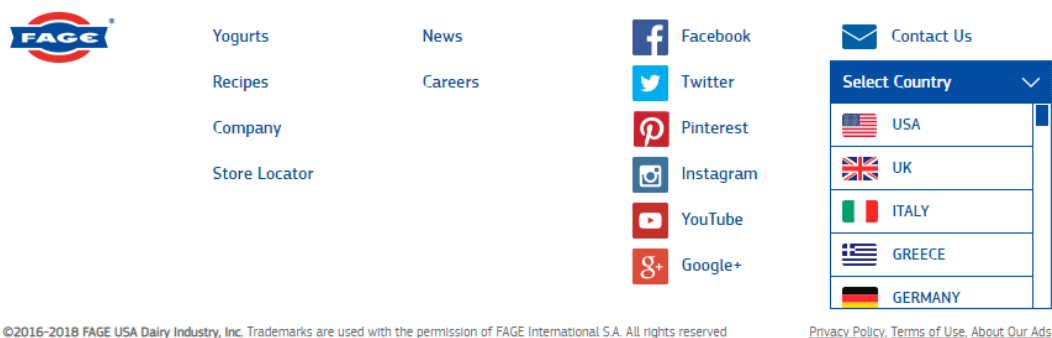 FAGE
Yogurts
Recipes
Company
Store Locator
News
Careers
Facebook
Twitter
Pinterest
Instagram
YouTube
Google+
Contact Us
Select Country
USA
UK
ITALY
GREECE
GERMANY
©2016-2018 FAGE USA Dairy Industry, Inc. Trademarks are used with the permission of FAGE International S.A. All rights reserved
Privacy Policy, Terms of Use, About Our Ads